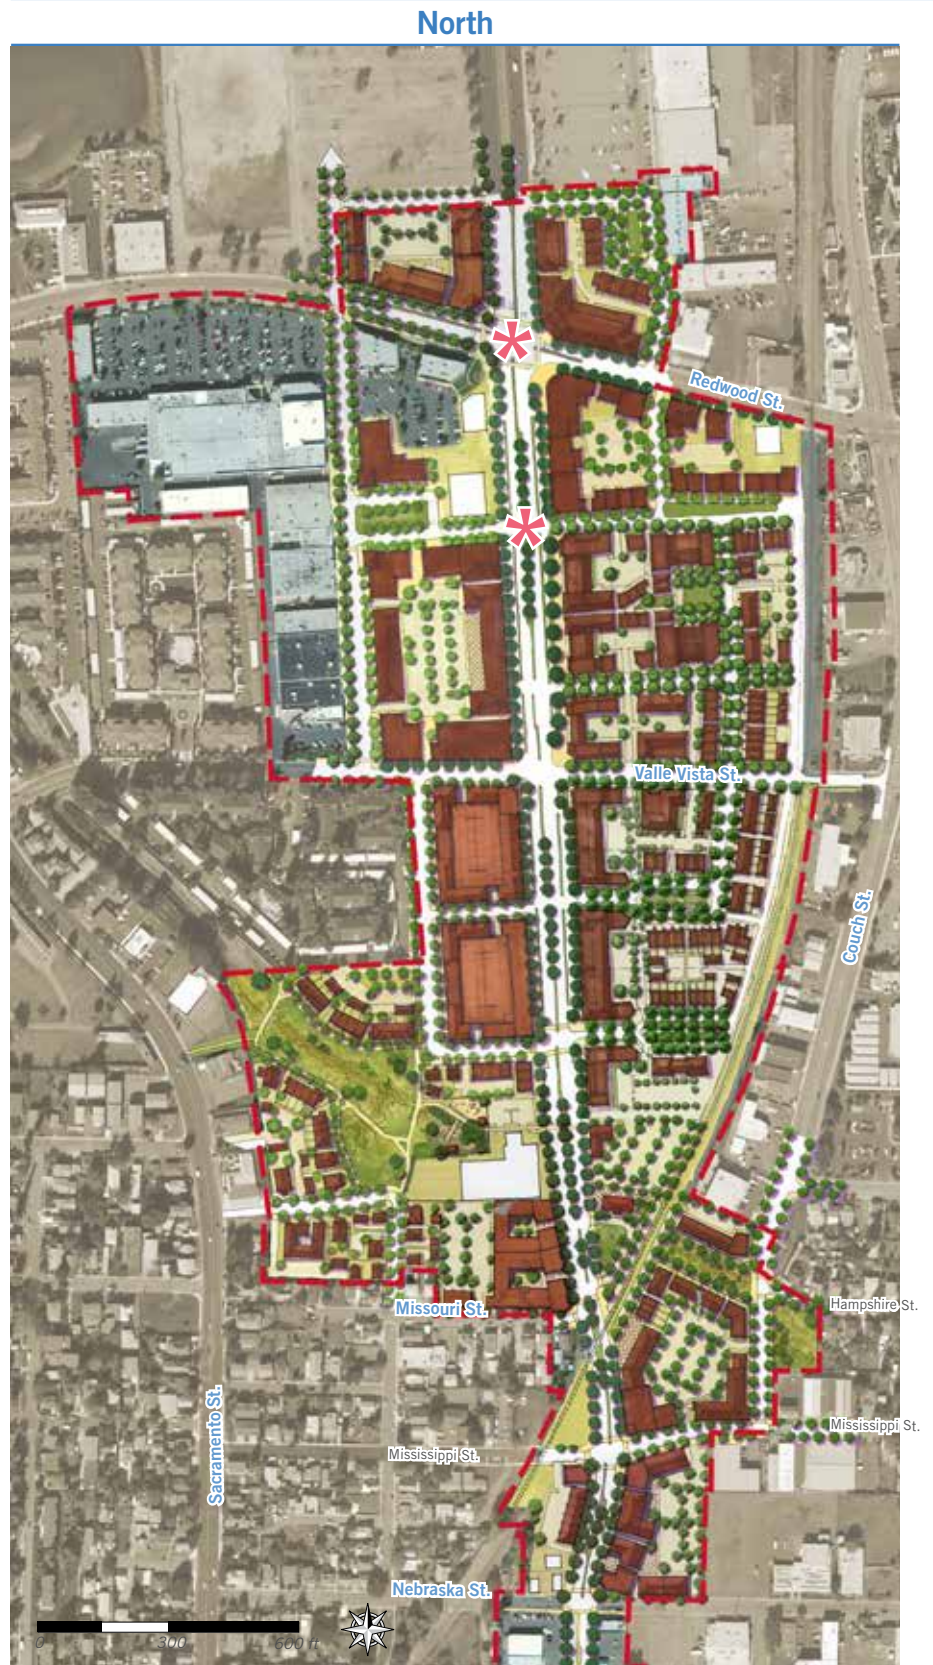 North
Redwood St.
Valle Vista St.
Couch St.
Hampshire St.
Missouri St.
Sacramento St.
Mississippi St.
Mississippi St.
Nebraska St.
0 300 600 ft